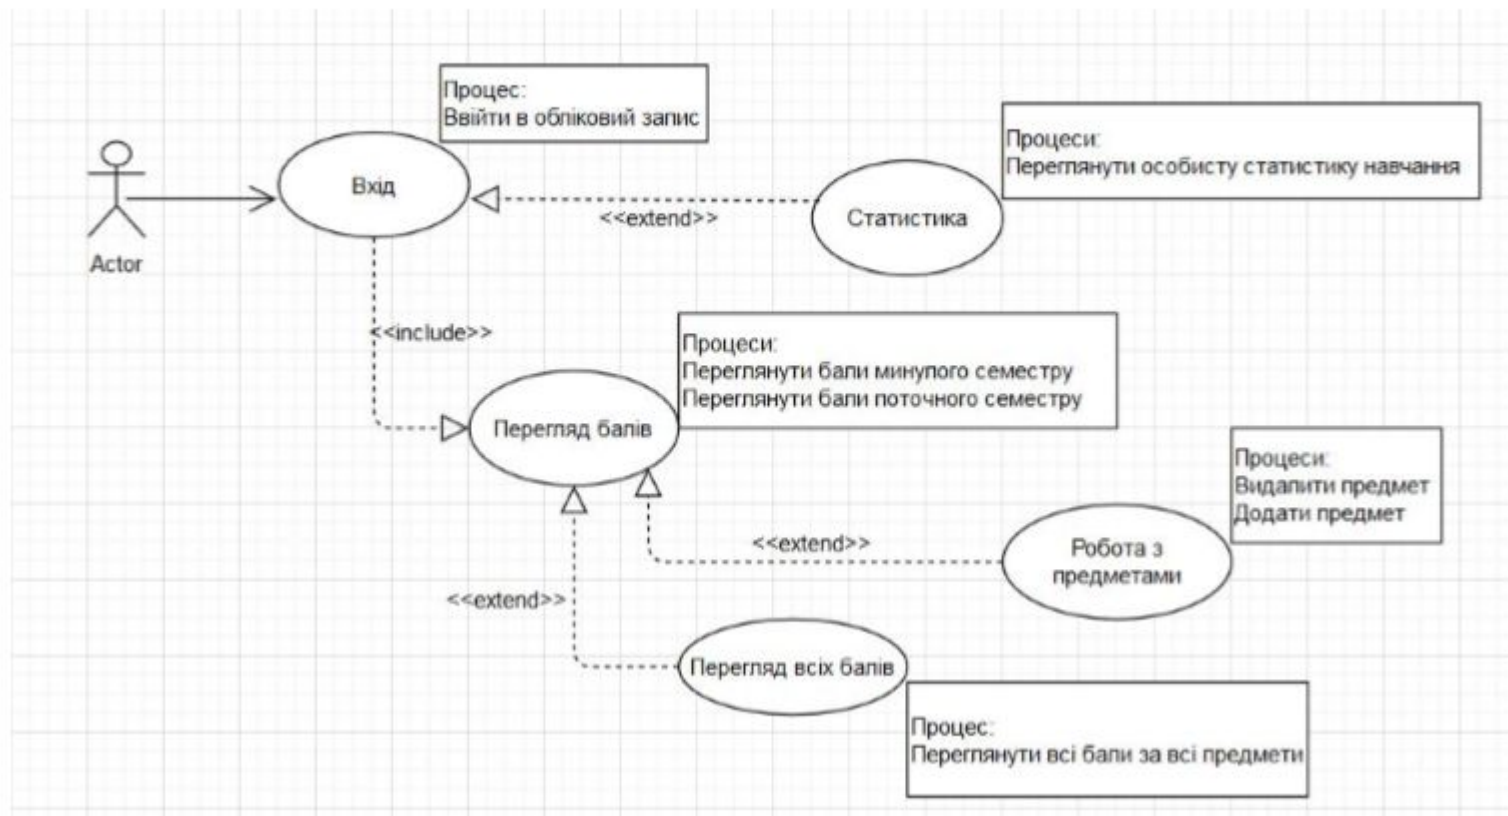 Процес:
Ввійти в обліковий запис
Процеси:
Переглянути особисту статистику навчання
Вхід
Статистика
<<extend>>
Actor
<<include>>
Процеси:
Переглянути бали минулого семестру
Переглянути бали поточного семестру
Перегляд балів
Процеси:
Видалити предмет
Додати предмет
<<extend>>
Робота з
предметами
<<extend>>
Перегляд всіх балів
Процес:
Переглянути всі бали за всі предмети